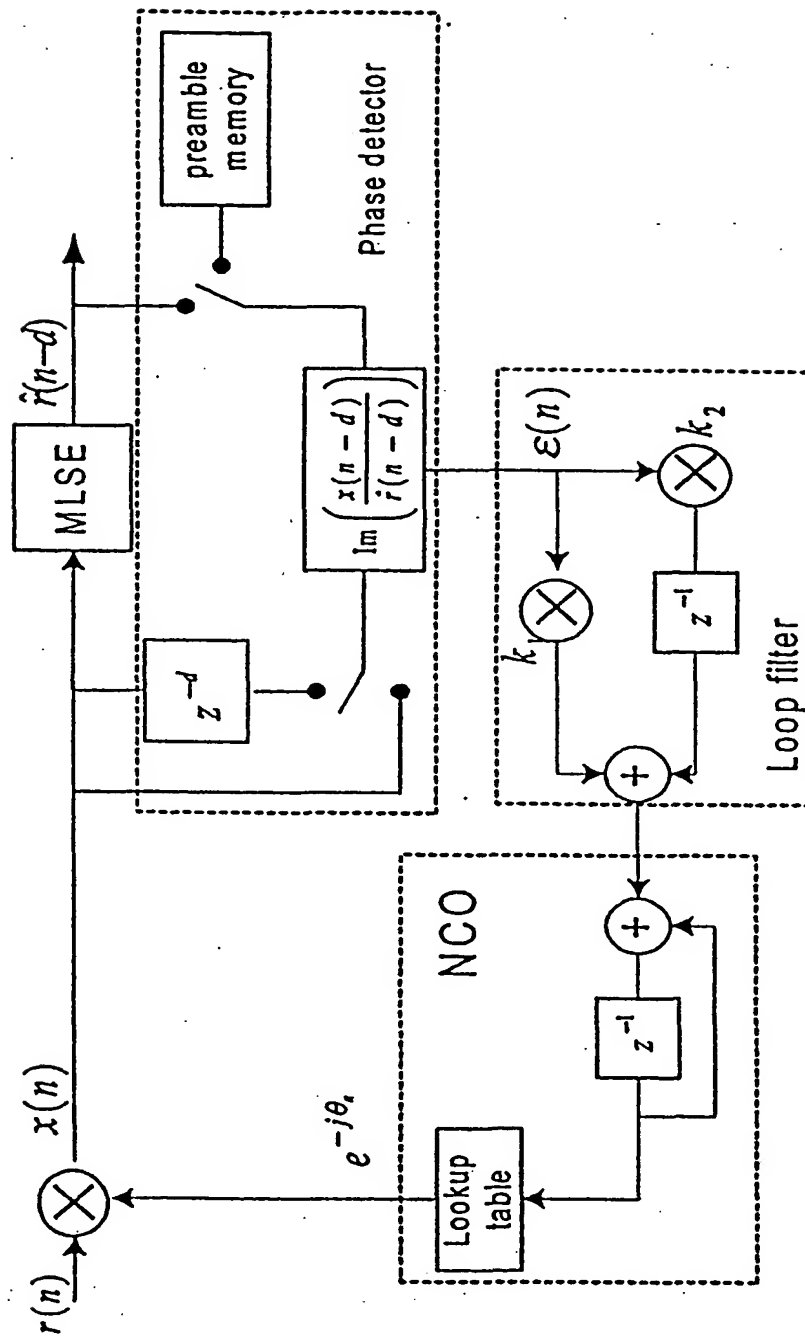 r(n)
x(n)
MLSE
r̂(n−d)
preamble
memory
z⁻ᵈ
Im(x(n − d) / r̂(n − d))
Phase detector
e^{-jθₙ}
Lookup
table
z⁻¹
+
NCO
ε(n)
k₁
k₂
z⁻¹
+
Loop filter